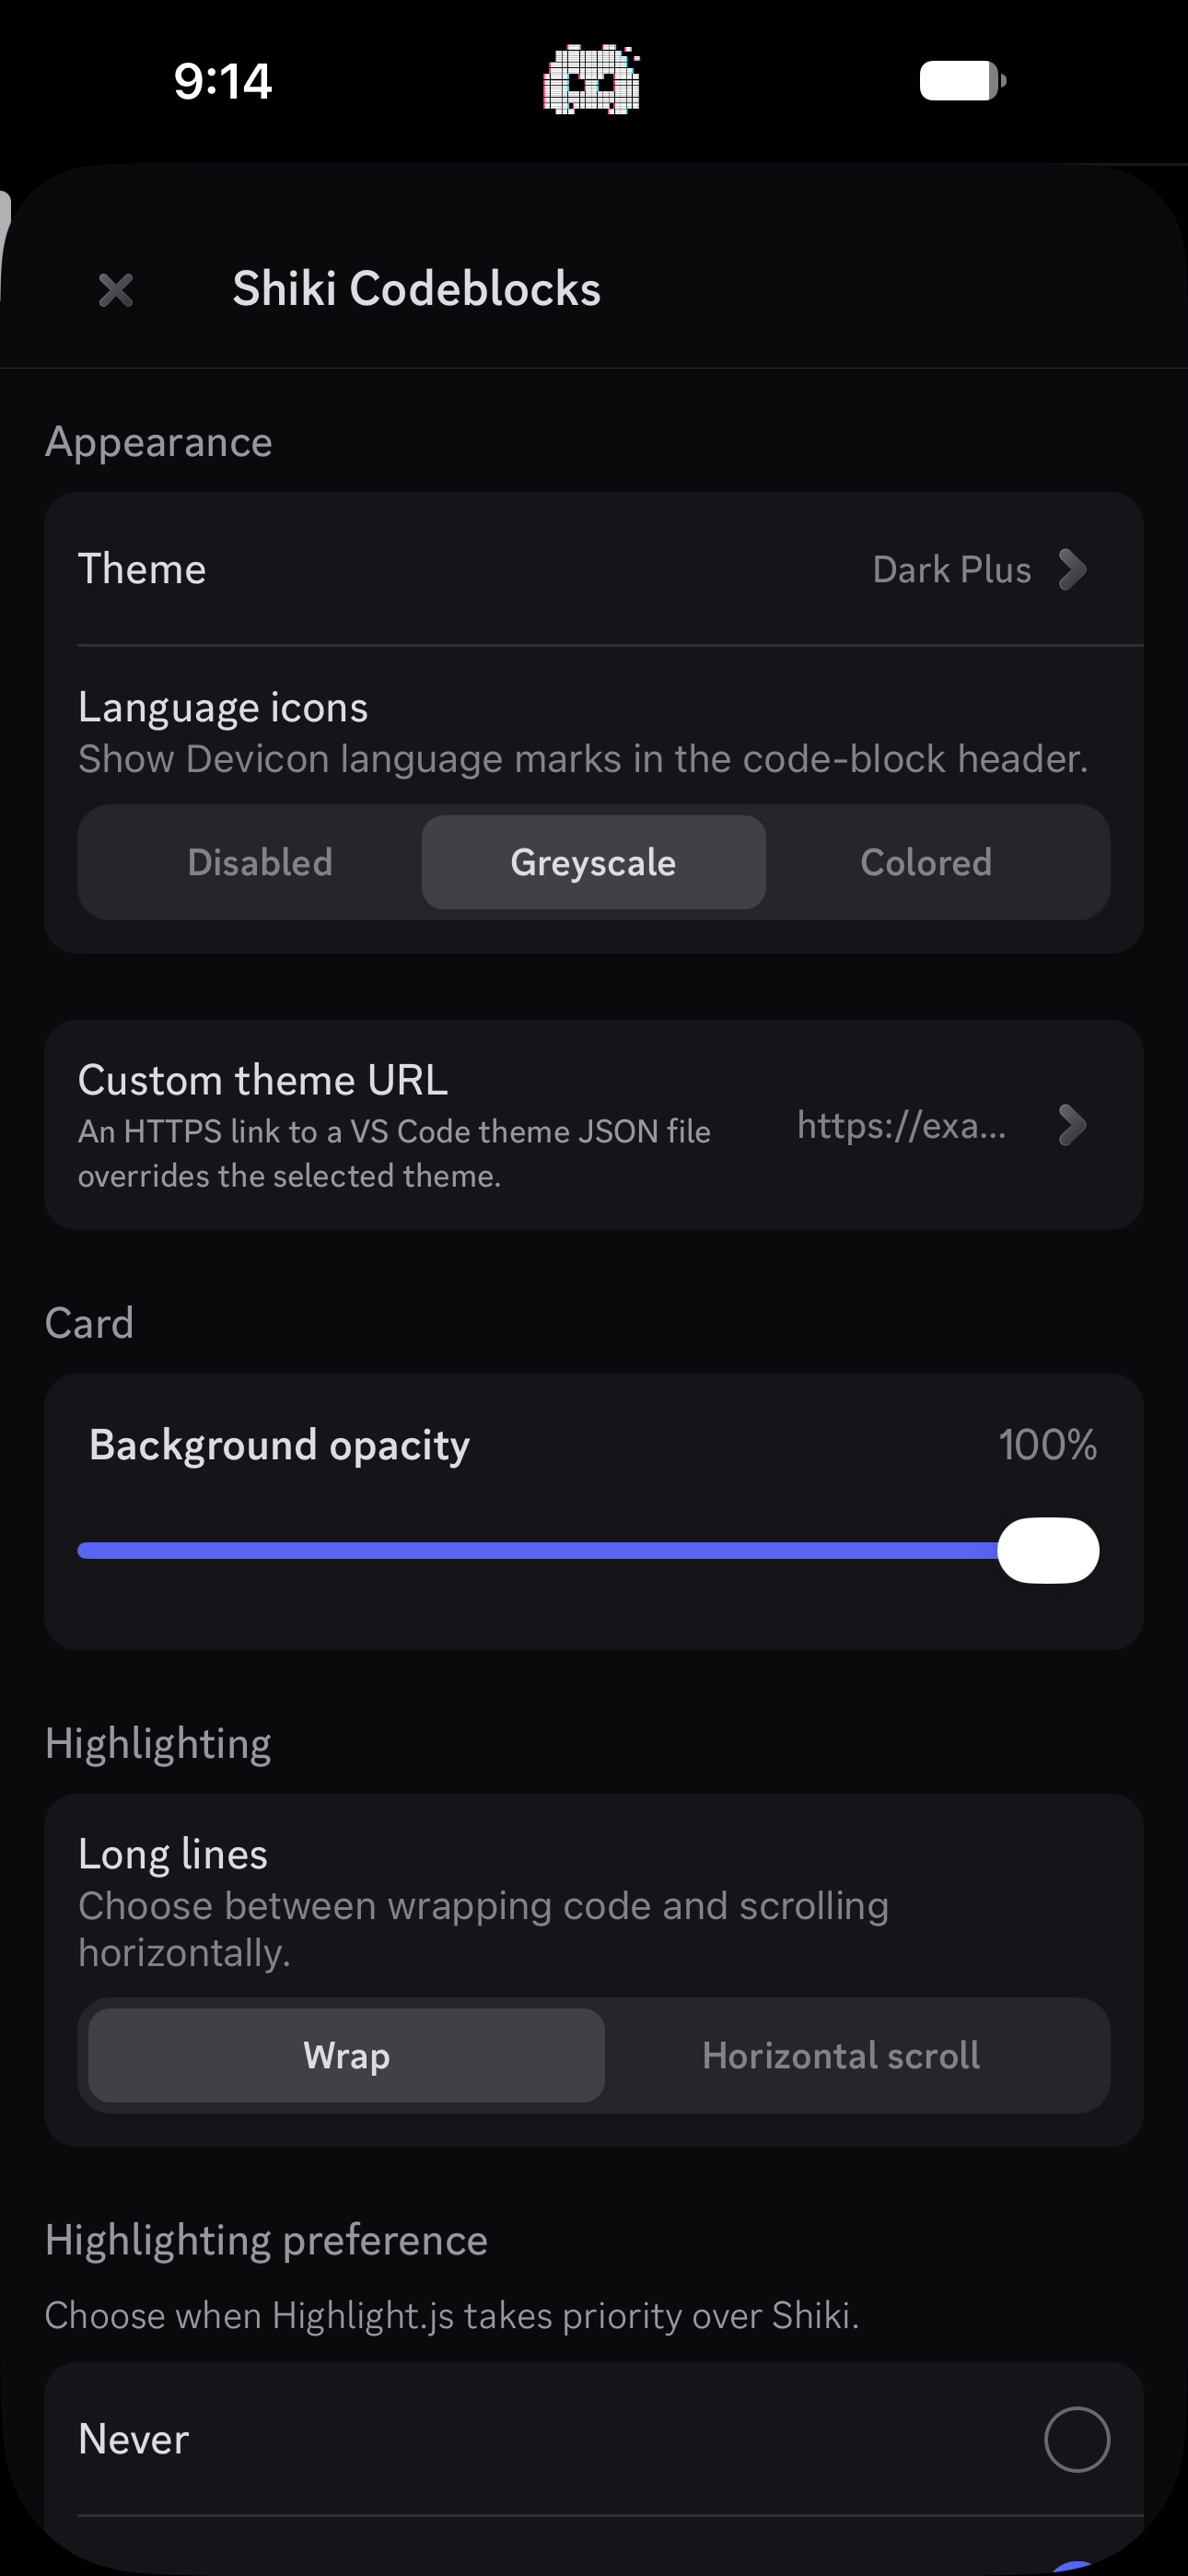 9:14
Shiki Codeblocks
Appearance
Theme
Dark Plus
Language icons
Show Devicon language marks in the code-block header.
Disabled
Greyscale
Colored
Custom theme URL
An HTTPS link to a VS Code theme JSON file
overrides the selected theme.
https://exa...
Card
Background opacity
100%
Highlighting
Long lines
Choose between wrapping code and scrolling
horizontally.
Wrap
Horizontal scroll
Highlighting preference
Choose when Highlight.js takes priority over Shiki.
Never